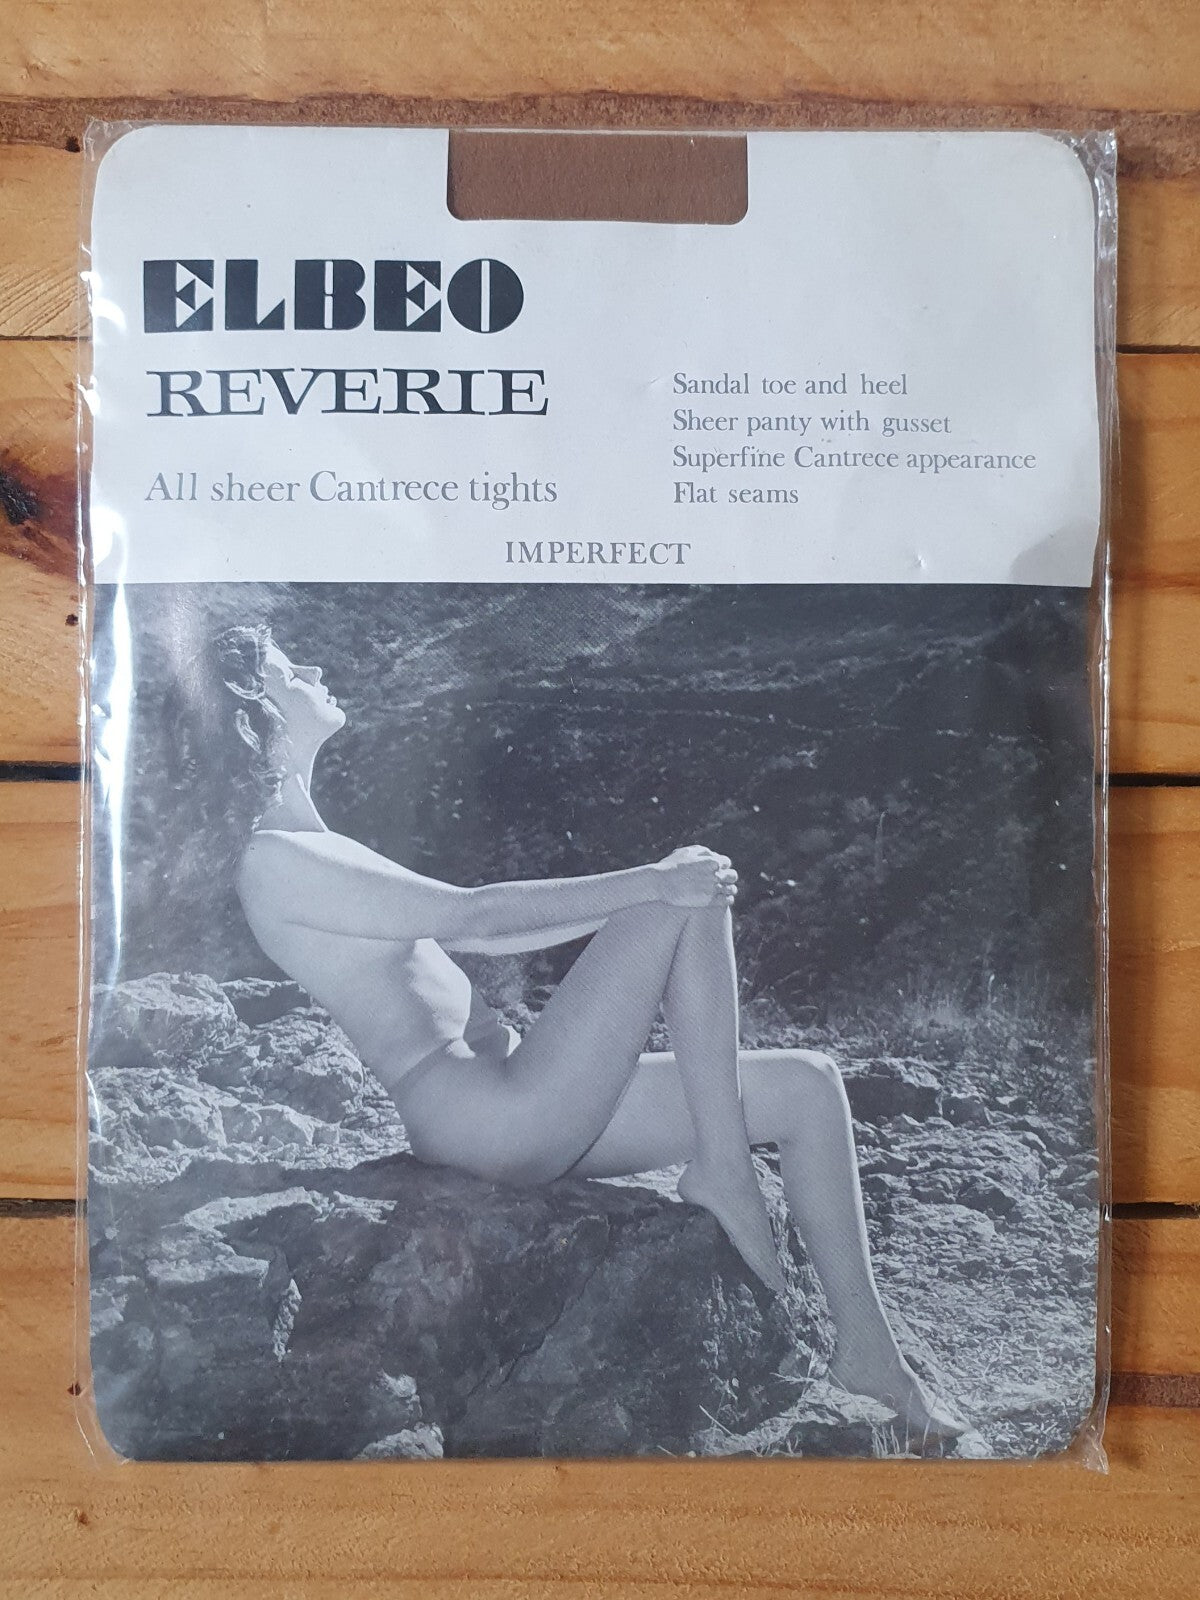 ELBEO
REVERIE
All sheer Cantrece tights
Sandal toe and heel
Sheer panty with gusset
Superfine Cantrece appearance
Flat seams
IMPERFECT